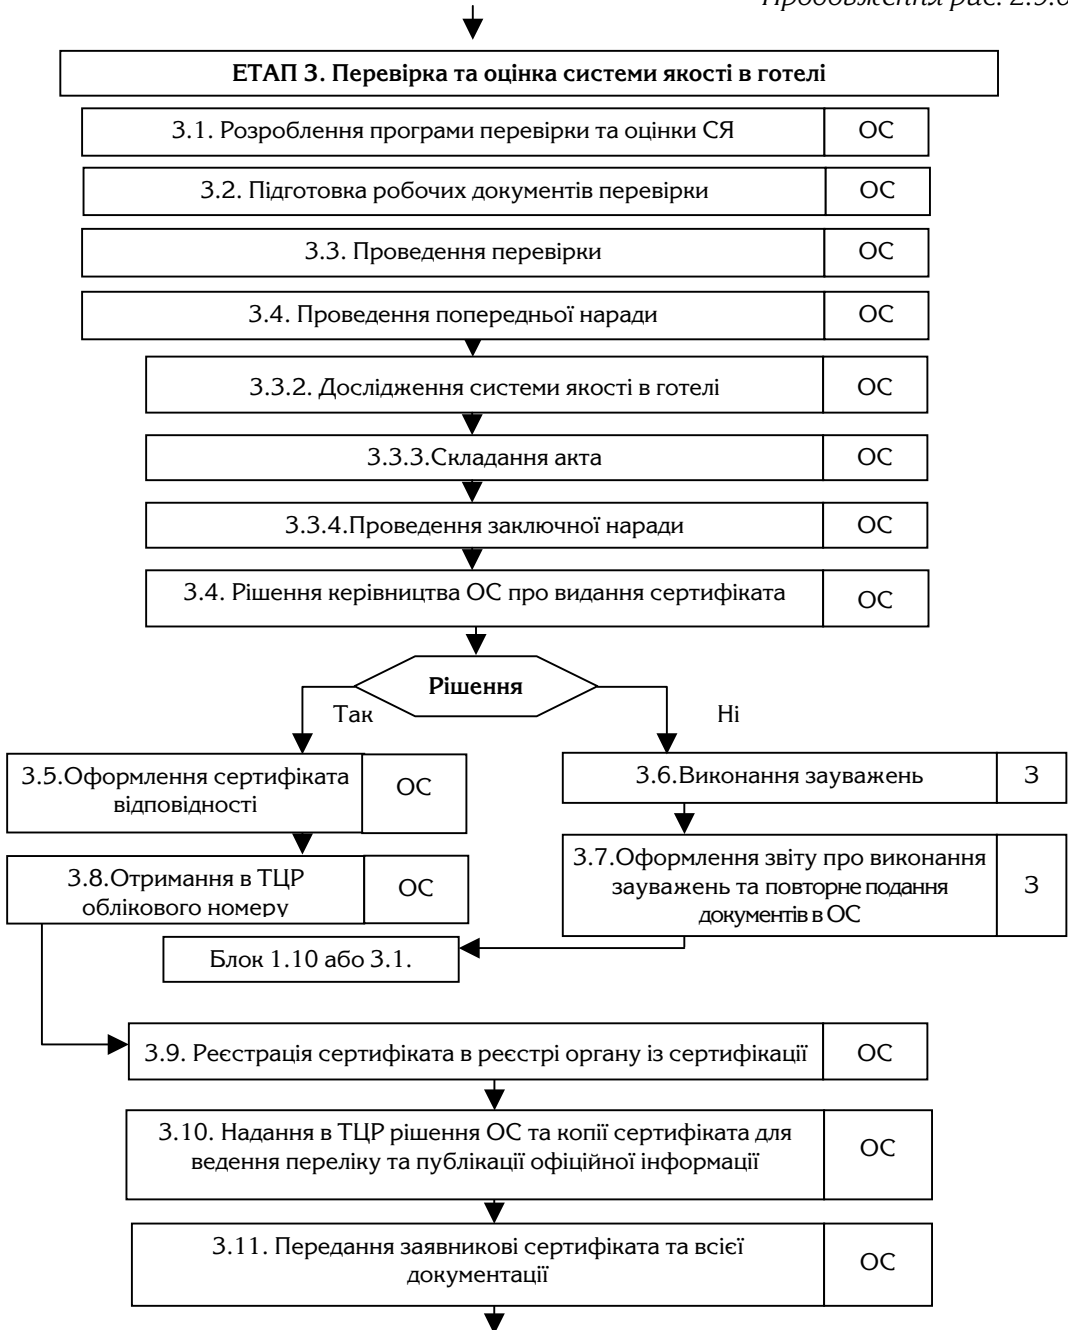 Продовження рис. 2.9.6
ЕТАП 3. Перевірка та оцінка системи якості в готелі
3.1. Розроблення програми перевірки та оцінки СЯ ОС
3.2. Підготовка робочих документів перевірки ОС
3.3. Проведення перевірки ОС
3.4. Проведення попередньої наради ОС
3.3.2. Дослідження системи якості в готелі ОС
3.3.3.Складання акта ОС
3.3.4.Проведення заключної наради ОС
3.4. Рішення керівництва ОС про видання сертифіката ОС
Рішення
Так
Ні
3.5.Оформлення сертифіката
відповідності
ОС
3.6.Виконання зауважень З
3.8.Отримання в ТЦР
облікового номеру
ОС
3.7.Оформлення звіту про виконання
зауважень та повторне подання
документів в ОС
З
Блок 1.10 або 3.1.
3.9. Реєстрація сертифіката в реєстрі органу із сертифікації ОС
3.10. Надання в ТЦР рішення ОС та копії сертифіката для
ведення переліку та публікації офіційної інформації
ОС
3.11. Передання заявникові сертифіката та всієї
документації
ОС